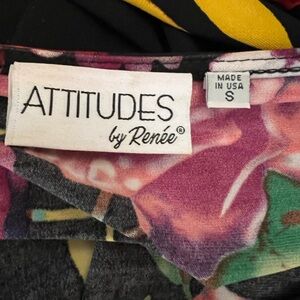 ATTITUDES
by Renée®
MADE
IN USA
S